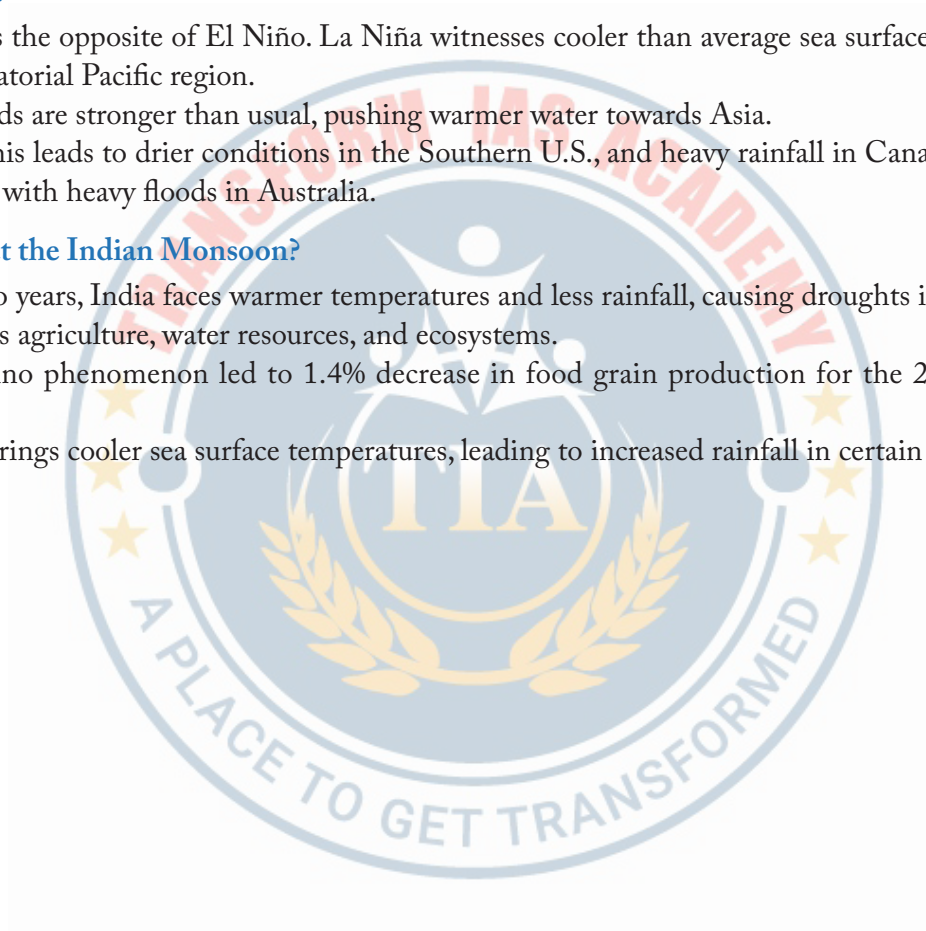 s the opposite of El Niño. La Niña witnesses cooler than average sea surface
atorial Pacific region.
ds are stronger than usual, pushing warmer water towards Asia.
his leads to drier conditions in the Southern U.S., and heavy rainfall in Cana
with heavy floods in Australia.
t the Indian Monsoon?
o years, India faces warmer temperatures and less rainfall, causing droughts i
s agriculture, water resources, and ecosystems.
ino phenomenon led to 1.4% decrease in food grain production for the 2
rings cooler sea surface temperatures, leading to increased rainfall in certain
TRANSFORM IAS ACADEMY
TIA
A PLACE TO GET TRANSFORMED